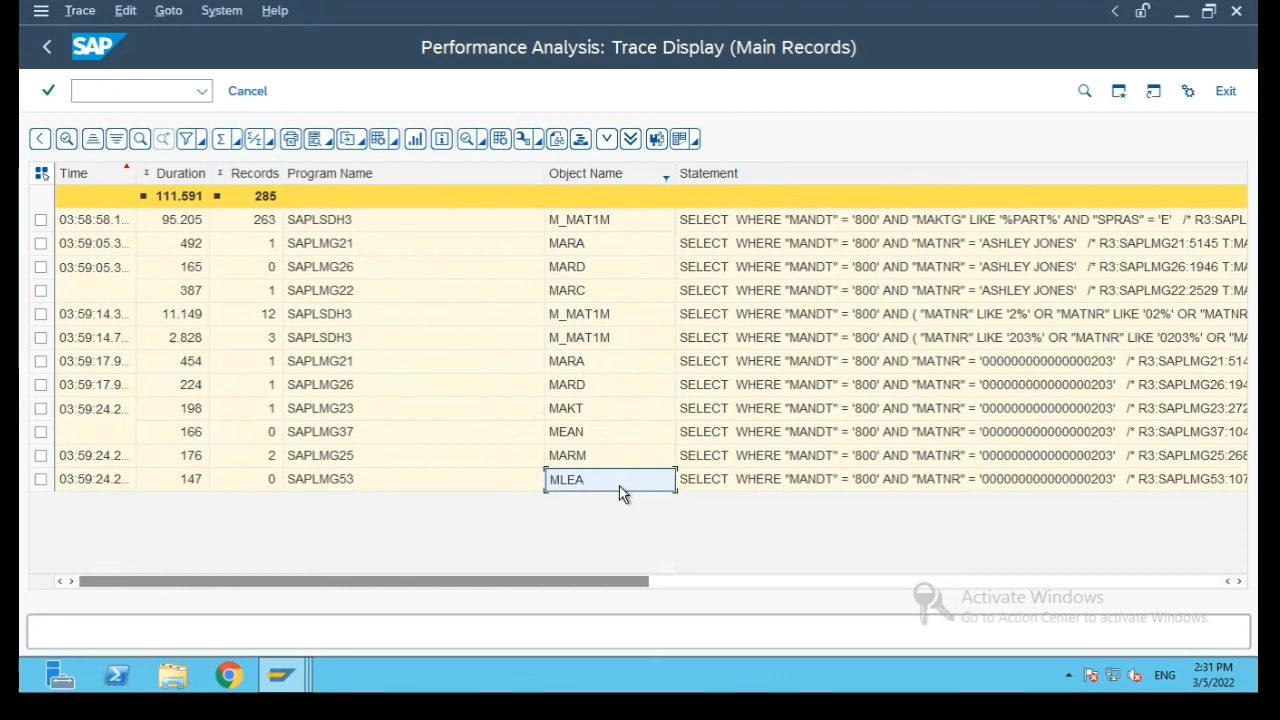 Trace Edit Goto System Help
SAP Performance Analysis: Trace Display (Main Records)
Cancel Exit
Time Duration Records Program Name Object Name Statement
111.591 285
03:58:58.1... 95.205 263 SAPLSDH3 M_MAT1M SELECT WHERE "MANDT" = '800' AND "MAKTG" LIKE '%PART%' AND "SPRAS" = 'E' /* R3:SAPL
03:59:05.3... 492 1 SAPLMG21 MARA SELECT WHERE "MANDT" = '800' AND "MATNR" = 'ASHLEY JONES' /* R3:SAPLMG21:5145 T:MA
03:59:05.3... 165 0 SAPLMG26 MARD SELECT WHERE "MANDT" = '800' AND "MATNR" = 'ASHLEY JONES' /* R3:SAPLMG26:1946 T:MA
387 1 SAPLMG22 MARC SELECT WHERE "MANDT" = '800' AND "MATNR" = 'ASHLEY JONES' /* R3:SAPLMG22:2529 T:MA
03:59:14.3... 11.149 12 SAPLSDH3 M_MAT1M SELECT WHERE "MANDT" = '800' AND ( "MATNR" LIKE '2%' OR "MATNR" LIKE '02%' OR "MATNR
03:59:14.7... 2.828 3 SAPLSDH3 M_MAT1M SELECT WHERE "MANDT" = '800' AND ( "MATNR" LIKE '203%' OR "MATNR" LIKE '0203%' OR "MA
03:59:17.9... 454 1 SAPLMG21 MARA SELECT WHERE "MANDT" = '800' AND "MATNR" = '000000000000000203' /* R3:SAPLMG21:514
03:59:17.9... 224 1 SAPLMG26 MARD SELECT WHERE "MANDT" = '800' AND "MATNR" = '000000000000000203' /* R3:SAPLMG26:194
03:59:24.2... 198 1 SAPLMG23 MAKT SELECT WHERE "MANDT" = '800' AND "MATNR" = '000000000000000203' /* R3:SAPLMG23:272
166 0 SAPLMG37 MEAN SELECT WHERE "MANDT" = '800' AND "MATNR" = '000000000000000203' /* R3:SAPLMG37:104
03:59:24.2... 176 2 SAPLMG25 MARM SELECT WHERE "MANDT" = '800' AND "MATNR" = '000000000000000203' /* R3:SAPLMG25:268
03:59:24.2... 147 0 SAPLMG53 MLEA SELECT WHERE "MANDT" = '800' AND "MATNR" = '000000000000000203' /* R3:SAPLMG53:107
Activate Windows
Go to Action Center to activate Windows.
ENG 2:31 PM
3/5/2022